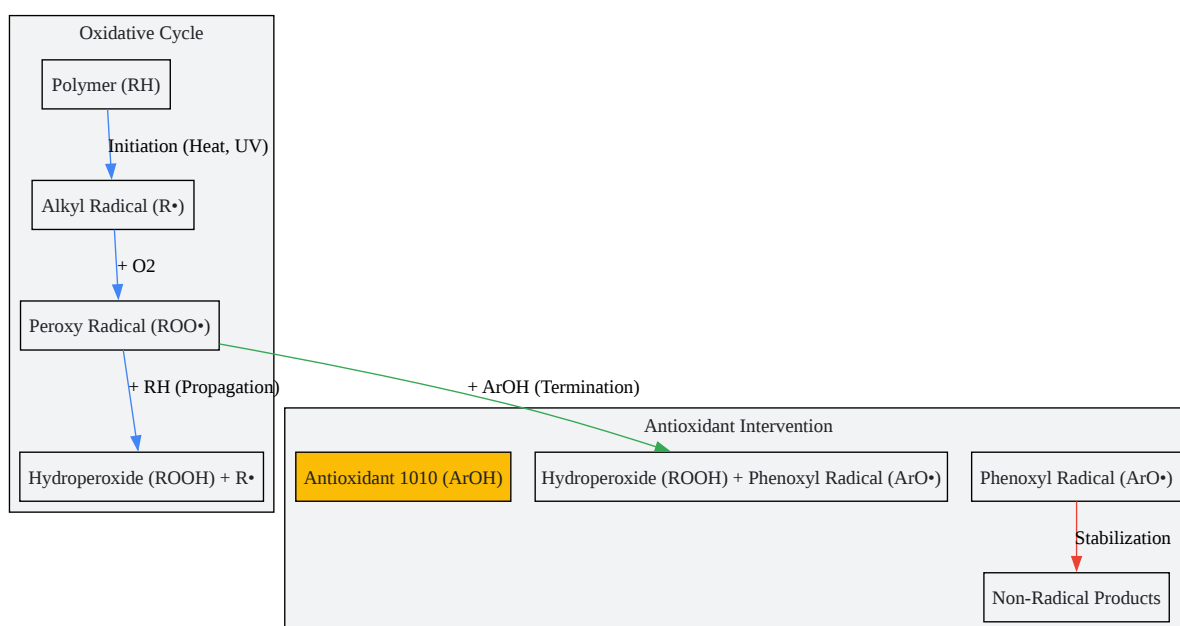 Oxidative Cycle
Polymer (RH)
Initiation (Heat, UV)
Alkyl Radical (R•)
+ O2
Peroxy Radical (ROO•)
+ RH (Propagation)
Hydroperoxide (ROOH) + R•
+ ArOH (Termination)
Antioxidant Intervention
Antioxidant 1010 (ArOH)
Hydroperoxide (ROOH) + Phenoxyl Radical (ArO•)
Phenoxyl Radical (ArO•)
Stabilization
Non-Radical Products